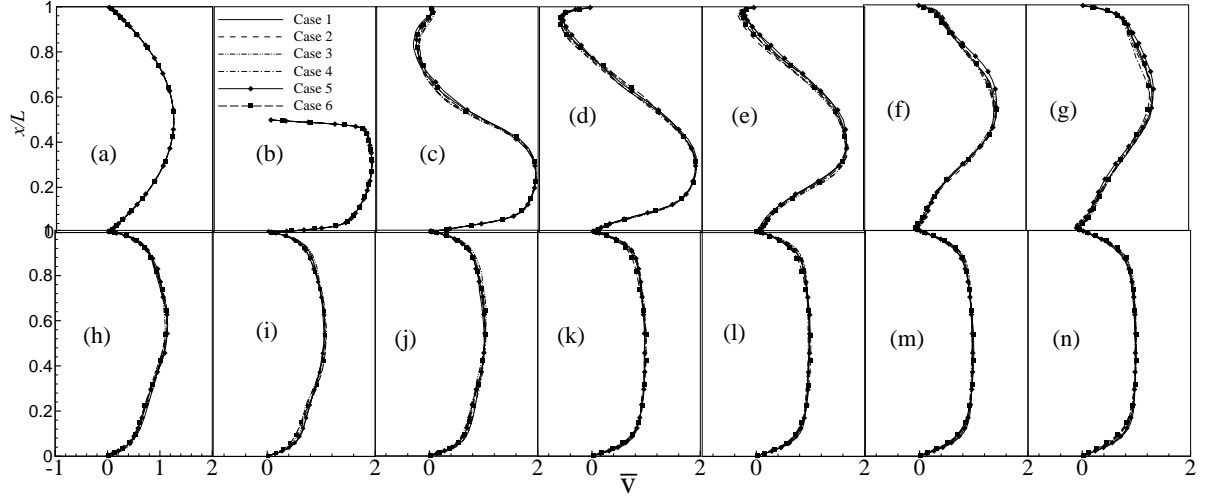 Case 1
Case 2
Case 3
Case 4
Case 5
Case 6
x/L
1
0.8
0.6
0.4
0.2
0
(a)
(b)
(c)
(d)
(e)
(f)
(g)
1
0.8
0.6
0.4
0.2
0
(h)
(i)
(j)
(k)
(l)
(m)
(n)
-1 0 1 2 0 2 0 2 0 2 0 2 0 2 0 2
x/L
v̅